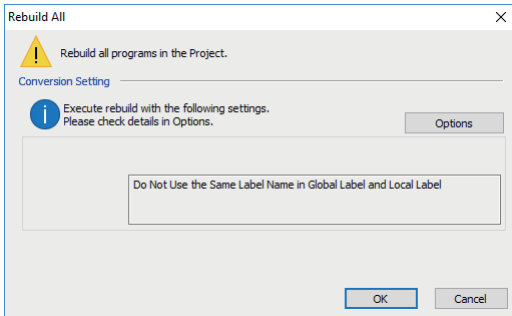 Rebuild All
Rebuild all programs in the Project.
Conversion Setting
Execute rebuild with the following settings.
Please check details in Options.
Options
Do Not Use the Same Label Name in Global Label and Local Label
OK
Cancel